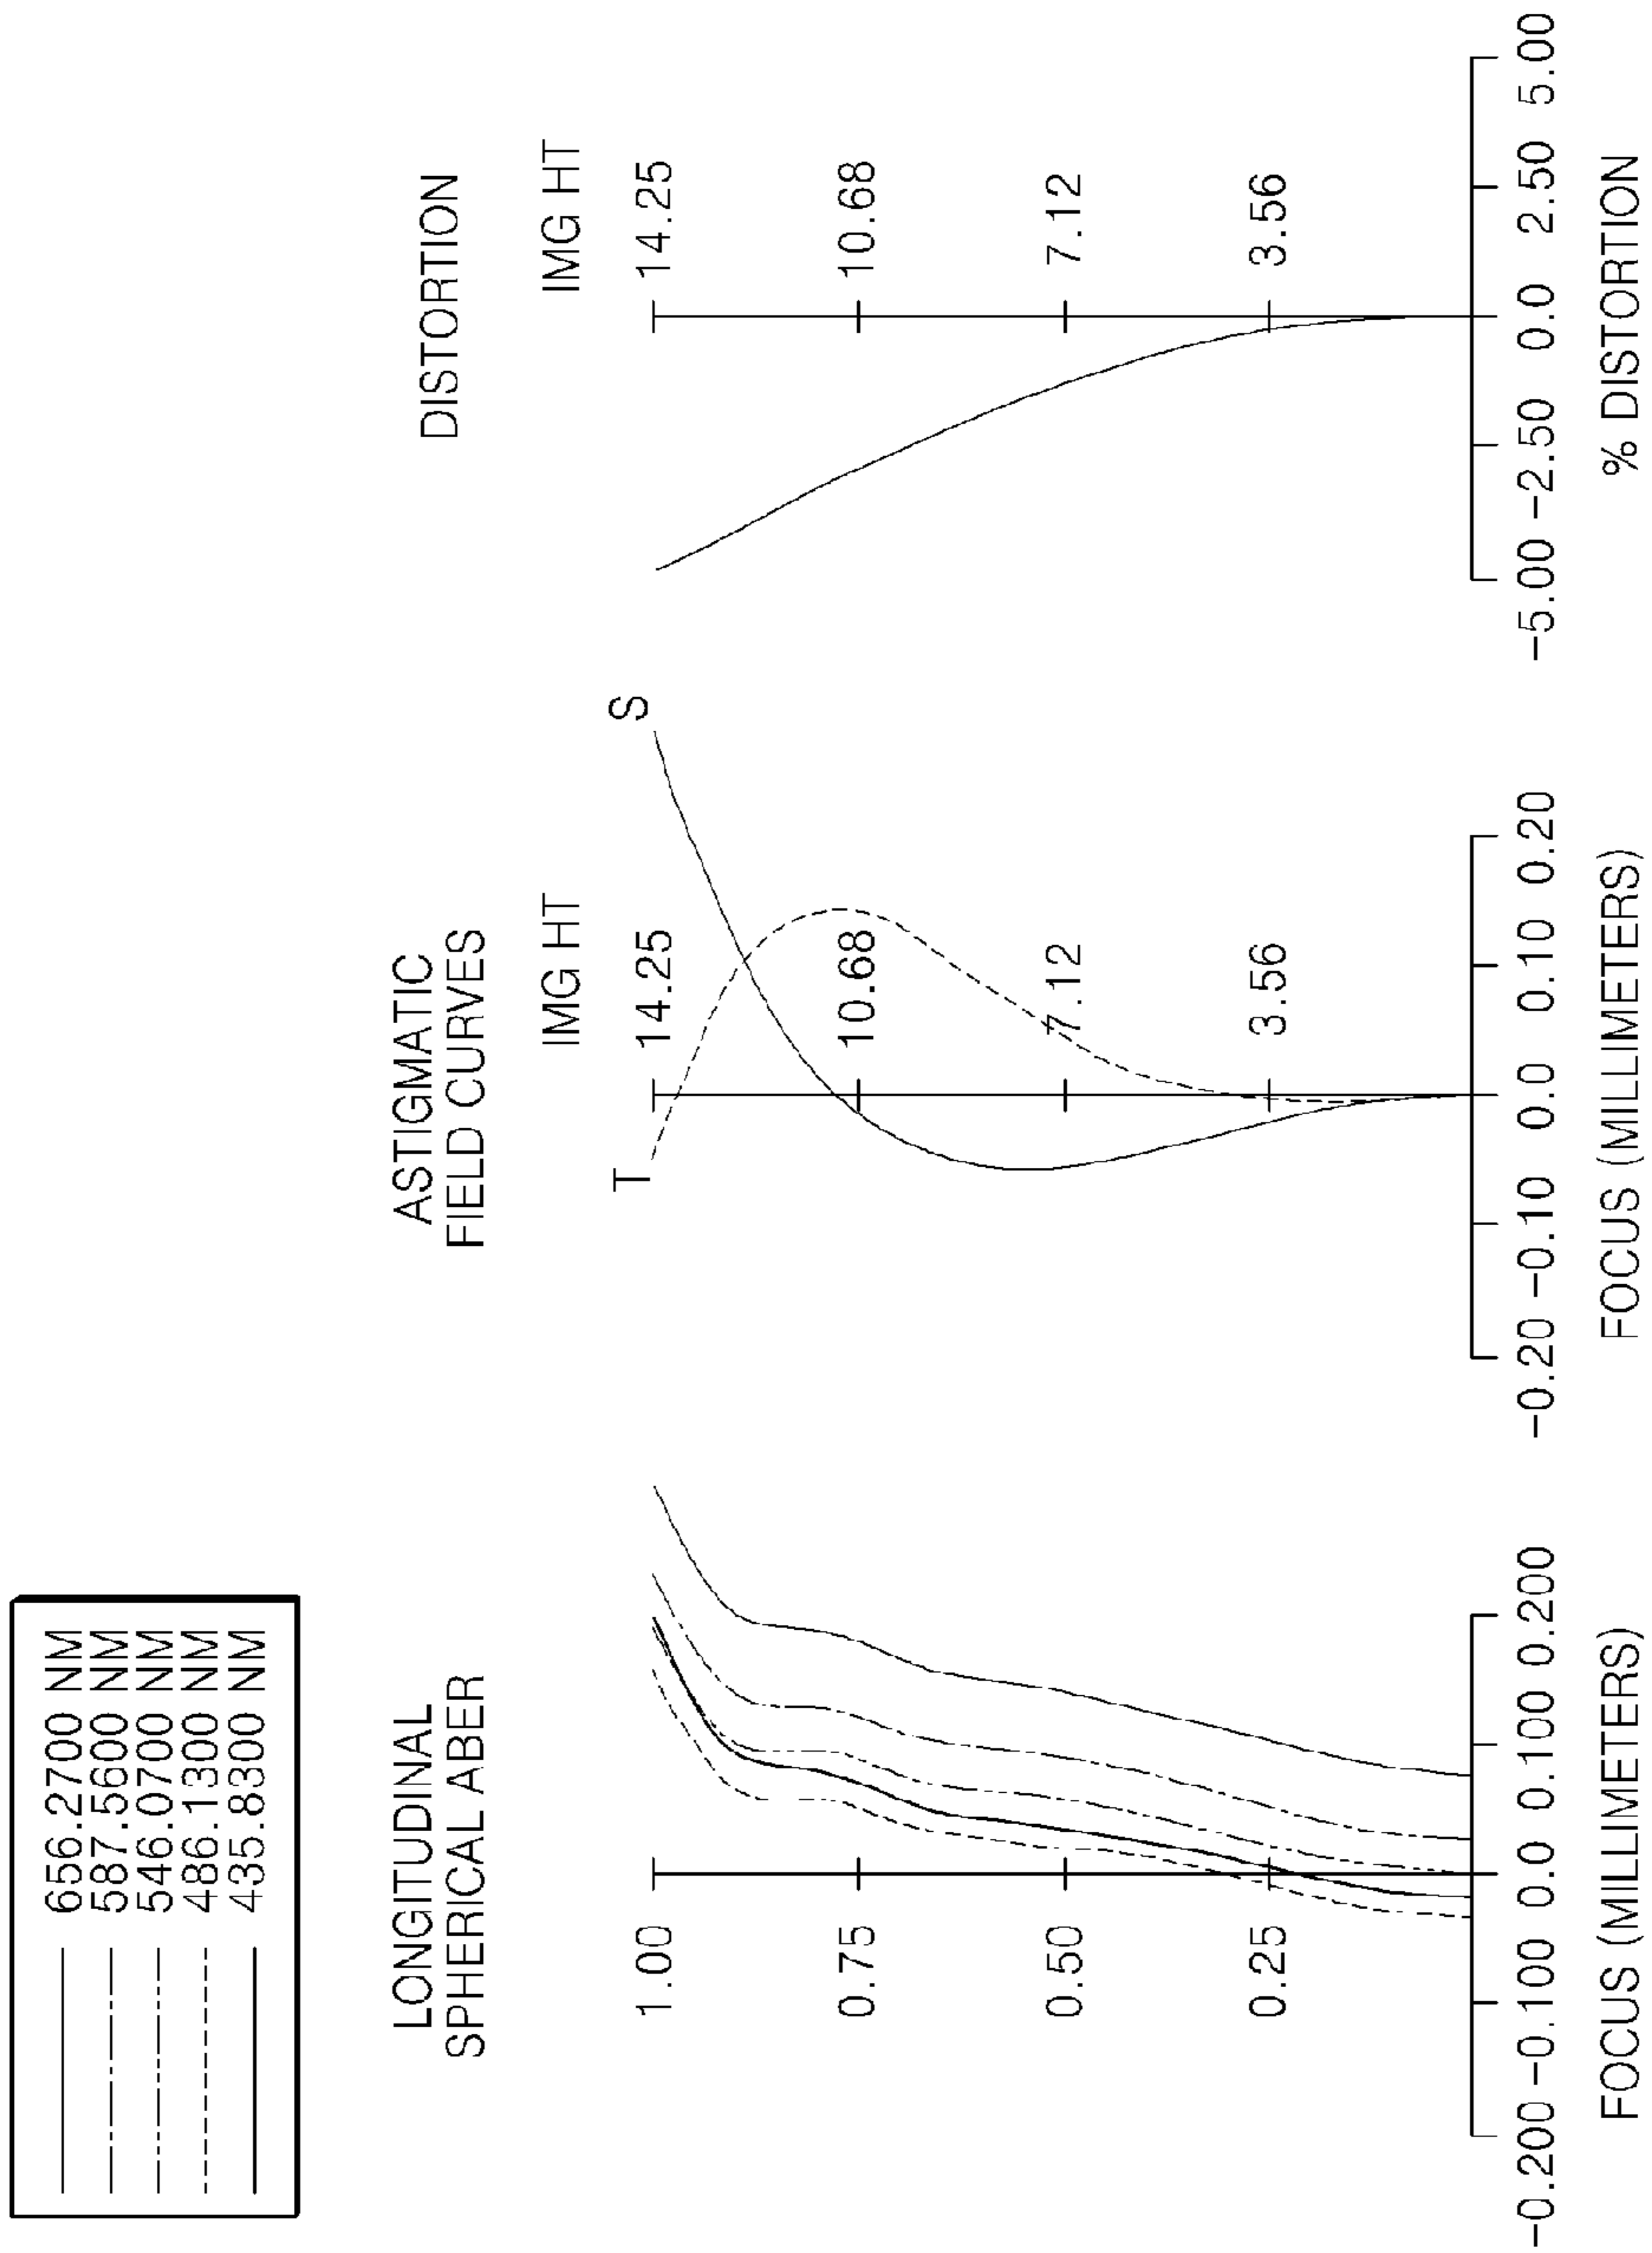 656.2700 NM
587.5600 NM
546.0700 NM
486.1300 NM
435.8300 NM
LONGITUDINAL
SPHERICAL ABER
1.00
0.75
0.50
0.25
-0.200 -0.100 0.0 0.100 0.200
FOCUS (MILLIMETERS)
ASTIGMATIC
FIELD CURVES
IMG HT
T
S
14.25
10.68
7.12
3.56
-0.20 -0.10 0.0 0.10 0.20
FOCUS (MILLIMETERS)
DISTORTION
IMG HT
14.25
10.68
7.12
3.56
-5.00 -2.50 0.0 2.50 5.00
% DISTORTION